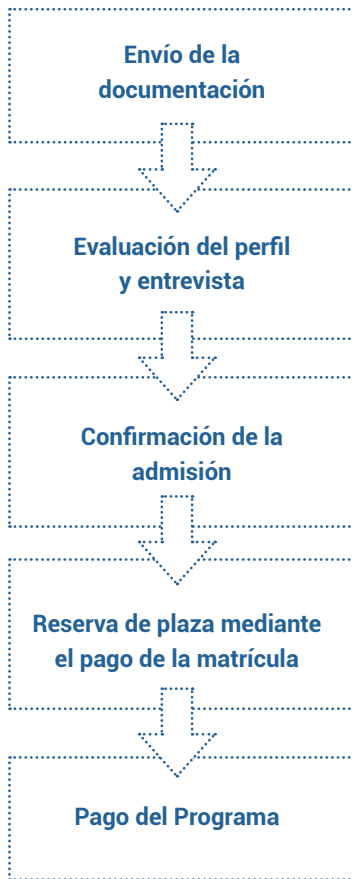 Envío de la
documentación
Evaluación del perfil
y entrevista
Confirmación de la
admisión
Reserva de plaza mediante
el pago de la matrícula
Pago del Programa